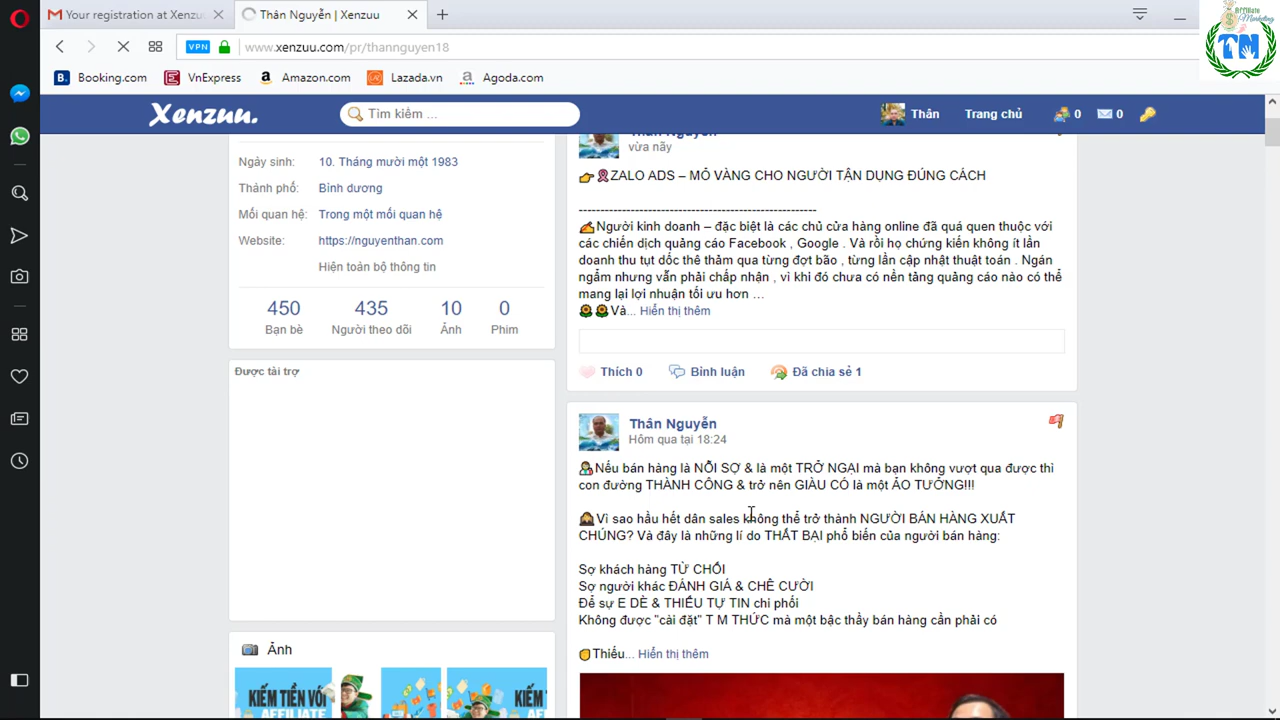 Your registration at Xenzu
Thân Nguyễn | Xenzuu
Affiliate
Marketing
TN
VPN
www.xenzuu.com/pr/thannguyen18
Booking.com
VnExpress
Amazon.com
Lazada.vn
Agoda.com
Xenzuu.
Tìm kiếm ...
Thân
Trang chủ
0
0
Ngày sinh: 10. Tháng mười một 1983
Thành phố: Bình dương
Mối quan hệ: Trong một mối quan hệ
Website: https://nguyenthan.com
Hiện toàn bộ thông tin
450 435 10 0
Bạn bè Người theo dõi Ảnh Phim
Được tài trợ
Ảnh
KIẾM TIỀN VỚI
KIẾM
Thân Nguyễn
vừa nãy
ZALO ADS – MỎ VÀNG CHO NGƯỜI TẬN DỤNG ĐÚNG CÁCH
-------------------------------------------------------
Người kinh doanh – đặc biệt là các chủ cửa hàng online đã quá quen thuộc với
các chiến dịch quảng cáo Facebook , Google . Và rồi họ chứng kiến không ít lần
doanh thu tụt dốc thê thảm qua từng đợt bão , từng lần cập nhật thuật toán . Ngán
ngẩm nhưng vẫn phải chấp nhận , vì khi đó chưa có nền tảng quảng cáo nào có thể
mang lại lợi nhuận tối ưu hơn …
Và... Hiển thị thêm
Thích 0
Bình luận
Đã chia sẻ 1
Thân Nguyễn
Hôm qua tại 18:24
Nếu bán hàng là NỖI SỢ & là một TRỞ NGẠI mà bạn không vượt qua được thì
con đường THÀNH CÔNG & trở nên GIÀU CÓ là một ẢO TƯỞNG!!!
Vì sao hầu hết dân sales không thể trở thành NGƯỜI BÁN HÀNG XUẤT
CHÚNG? Và đây là những lí do THẤT BẠI phổ biến của người bán hàng:
Sợ khách hàng TỪ CHỐI
Sợ người khác ĐÁNH GIÁ & CHÊ CƯỜI
Để sự E DÈ & THIẾU TỰ TIN chi phối
Không được "cài đặt" T M THỨC mà một bậc thầy bán hàng cần phải có
Thiếu... Hiển thị thêm